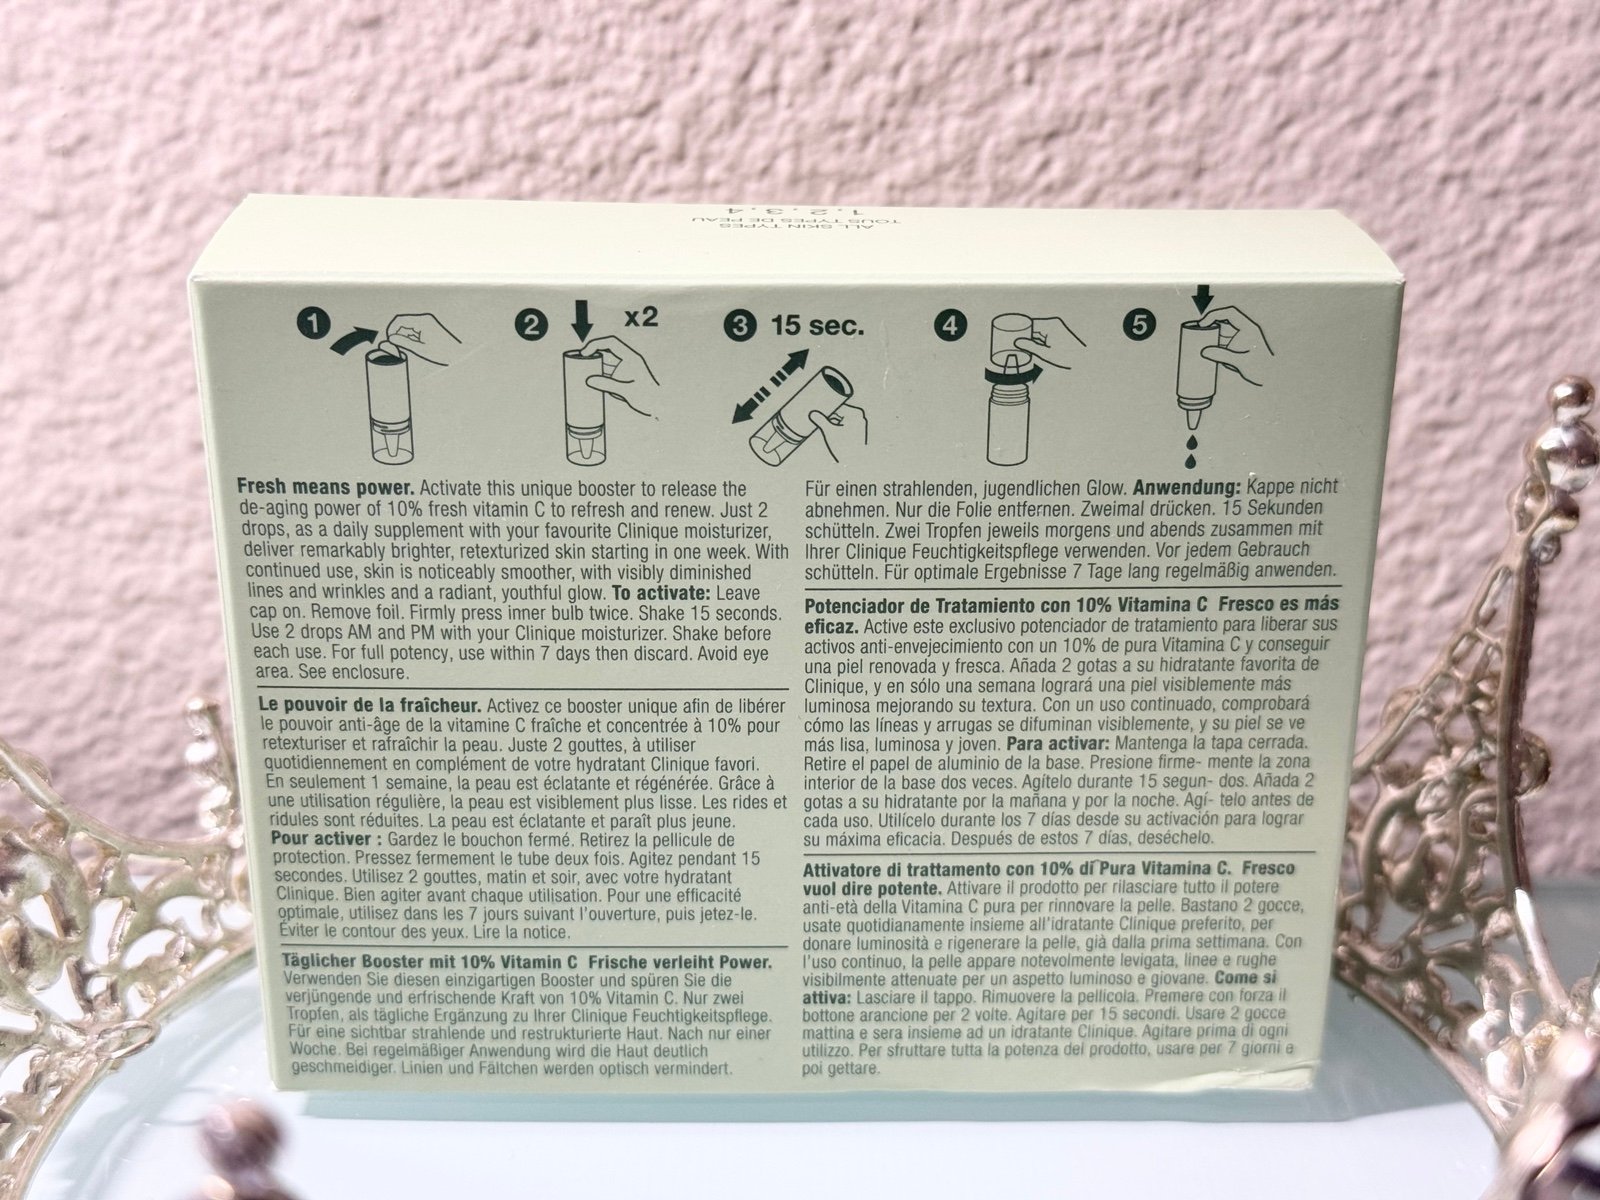 ALL SKIN TYPES
TOUS TYPES DE PEAU
1, 2, 3, 4
1
2
x2
3 15 sec.
4
5
Fresh means power. Activate this unique booster to release the
de-aging power of 10% fresh vitamin C to refresh and renew. Just 2
drops, as a daily supplement with your favourite Clinique moisturizer,
deliver remarkably brighter, retexturized skin starting in one week. With
continued use, skin is noticeably smoother, with visibly diminished
lines and wrinkles and a radiant, youthful glow. To activate: Leave
cap on. Remove foil. Firmly press inner bulb twice. Shake 15 seconds.
Use 2 drops AM and PM with your Clinique moisturizer. Shake before
each use. For full potency, use within 7 days then discard. Avoid eye
area. See enclosure.
Le pouvoir de la fraîcheur. Activez ce booster unique afin de libérer
le pouvoir anti-âge de la vitamine C fraîche et concentrée à 10% pour
retexturiser et rafraîchir la peau. Juste 2 gouttes, à utiliser
quotidiennement en complément de votre hydratant Clinique favori.
En seulement 1 semaine, la peau est éclatante et régénérée. Grâce à
une utilisation régulière, la peau est visiblement plus lisse. Les rides et
ridules sont réduites. La peau est éclatante et paraît plus jeune.
Pour activer : Gardez le bouchon fermé. Retirez la pellicule de
protection. Pressez fermement le tube deux fois. Agitez pendant 15
secondes. Utilisez 2 gouttes, matin et soir, avec votre hydratant
Clinique. Bien agiter avant chaque utilisation. Pour une efficacité
optimale, utilisez dans les 7 jours suivant l'ouverture, puis jetez-le.
Éviter le contour des yeux. Lire la notice.
Täglicher Booster mit 10% Vitamin C Frische verleiht Power.
Verwenden Sie diesen einzigartigen Booster und spüren Sie die
verjüngende und erfrischende Kraft von 10% Vitamin C. Nur zwei
Tropfen, als tägliche Ergänzung zu Ihrer Clinique Feuchtigkeitspflege.
Für eine sichtbar strahlende und restrukturierte Haut. Nach nur einer
Woche. Bei regelmäßiger Anwendung wird die Haut deutlich
geschmeidiger. Linien und Fältchen werden optisch vermindert.
Für einen strahlenden, jugendlichen Glow. Anwendung: Kappe nicht
abnehmen. Nur die Folie entfernen. Zweimal drücken. 15 Sekunden
schütteln. Zwei Tropfen jeweils morgens und abends zusammen mit
Ihrer Clinique Feuchtigkeitspflege verwenden. Vor jedem Gebrauch
schütteln. Für optimale Ergebnisse 7 Tage lang regelmäßig anwenden.
Potenciador de Tratamiento con 10% Vitamina C Fresco es más
eficaz. Active este exclusivo potenciador de tratamiento para liberar sus
activos anti-envejecimiento con un 10% de pura Vitamina C y conseguir
una piel renovada y fresca. Añada 2 gotas a su hidratante favorita de
Clinique, y en sólo una semana logrará una piel visiblemente más
luminosa mejorando su textura. Con un uso continuado, comprobará
cómo las líneas y arrugas se difuminan visiblemente, y su piel se ve
más lisa, luminosa y joven. Para activar: Mantenga la tapa cerrada.
Retire el papel de aluminio de la base. Presione firme- mente la zona
interior de la base dos veces. Agítelo durante 15 segun- dos. Añada 2
gotas a su hidratante por la mañana y por la noche. Agí- telo antes de
cada uso. Utilícelo durante los 7 días desde su activación para lograr
su máxima eficacia. Después de estos 7 días, deséchelo.
Attivatore di trattamento con 10% di Pura Vitamina C. Fresco
vuol dire potente. Attivare il prodotto per rilasciare tutto il potere
anti-età della Vitamina C pura per rinnovare la pelle. Bastano 2 gocce,
usate quotidianamente insieme all'idratante Clinique preferito, per
donare luminosità e rigenerare la pelle, già dalla prima settimana. Con
l'uso continuo, la pelle appare notevolmente levigata, linee e rughe
visibilmente attenuate per un aspetto luminoso e giovane. Come si
attiva: Lasciare il tappo. Rimuovere la pellicola. Premere con forza il
bottone arancione per 2 volte. Agitare per 15 secondi. Usare 2 gocce
mattina e sera insieme ad un idratante Clinique. Agitare prima di ogni
utilizzo. Per sfruttare tutta la potenza del prodotto, usare per 7 giorni e
poi gettare.